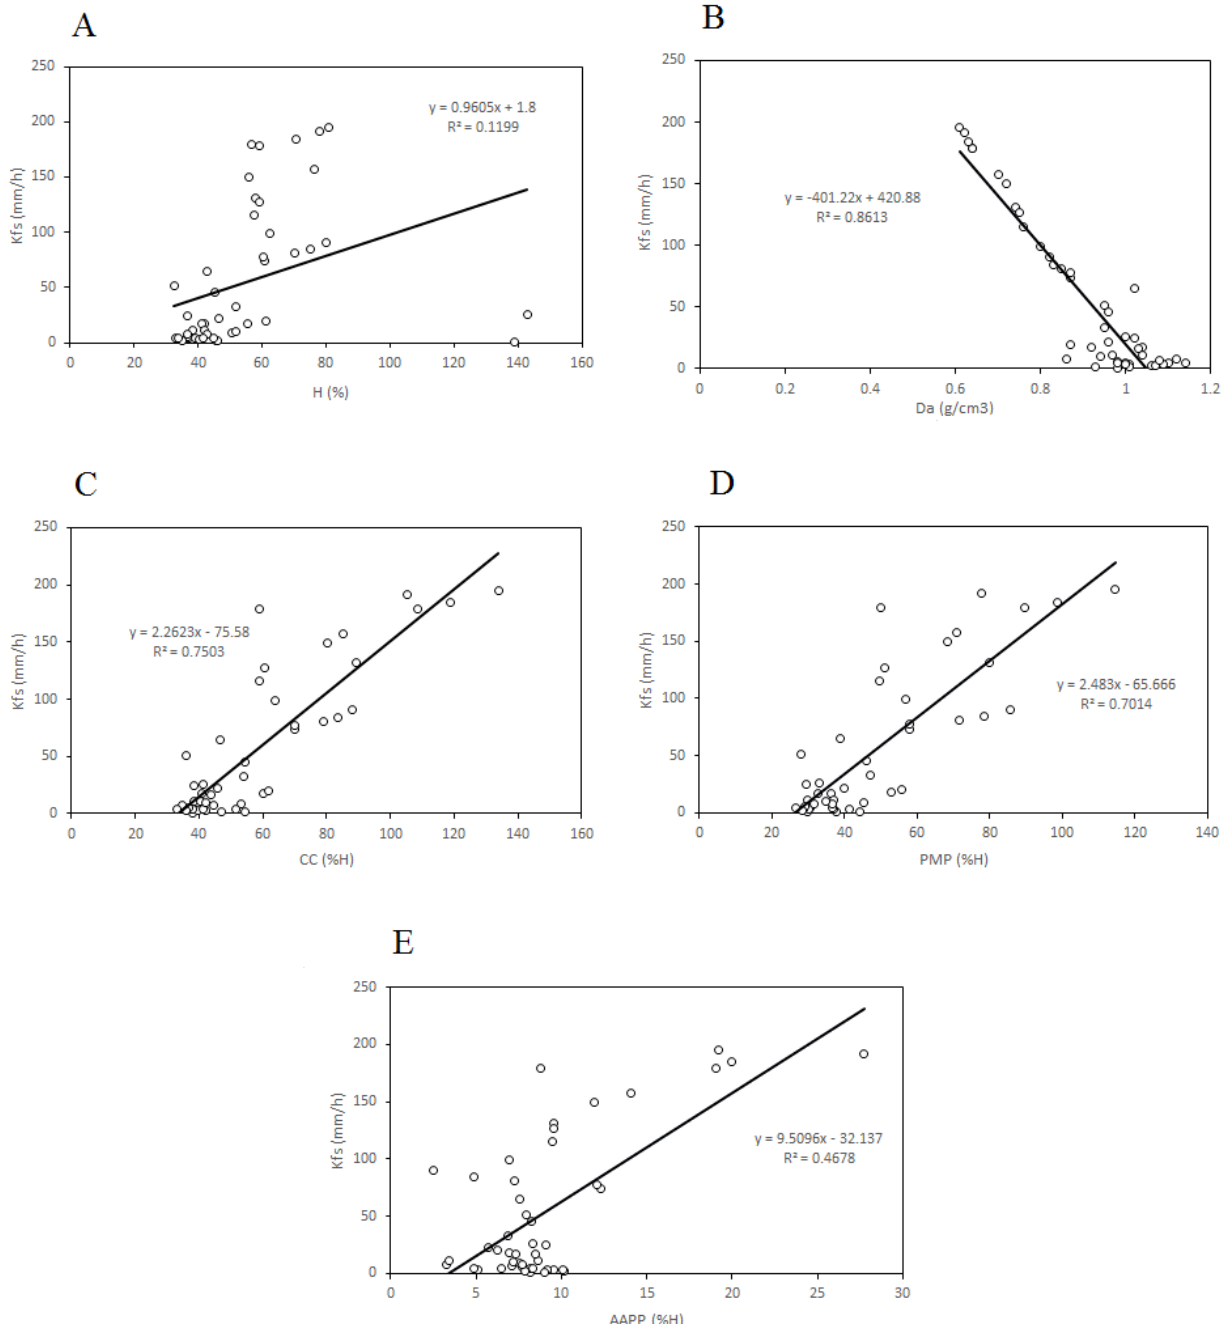 A
250
200
150
100
50
0
Kfs (mm/h)
y = 0.9605x + 1.8
R² = 0.1199
0 20 40 60 80 100 120 140 160
H (%)
B
250
200
150
100
50
0
Kfs (mm/h)
y = -401.22x + 420.88
R² = 0.8613
0 0.2 0.4 0.6 0.8 1 1.2
Da (g/cm3)
C
250
200
150
100
50
0
Kfs (mm/h)
y = 2.2623x - 75.58
R² = 0.7503
0 20 40 60 80 100 120 140 160
CC (%H)
D
250
200
150
100
50
0
Kfs (mm/h)
y = 2.483x - 65.666
R² = 0.7014
0 20 40 60 80 100 120 140
PMP (%H)
E
250
200
150
100
50
0
Kfs (mm/h)
y = 9.5096x - 32.137
R² = 0.4678
0 5 10 15 20 25 30
AAPP (%H)